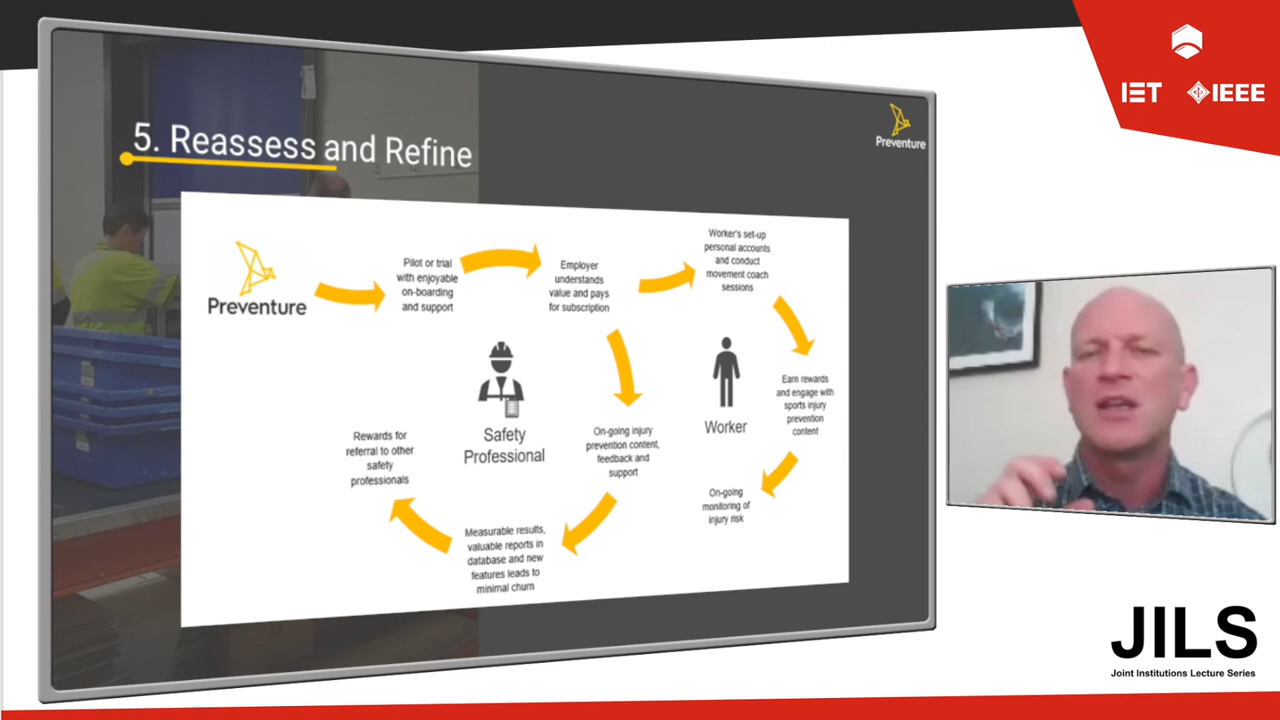 IET IEEE
Preventure
5. Reassess and Refine
Preventure
Pilot or trial
with enjoyable
on-boarding
and support
Employer
understands
value and pays
for subscription
Worker's set-up
personal accounts
and conduct
movement coach
sessions
Earn rewards
and engage with
sports injury
prevention
content
On-going
monitoring of
injury risk
Worker
Safety
Professional
On-going injury
prevention content,
feedback and
support
Measurable results,
valuable reports in
database and new
features leads to
minimal churn
Rewards for
referral to other
safety
professionals
JILS
Joint Institutions Lecture Series